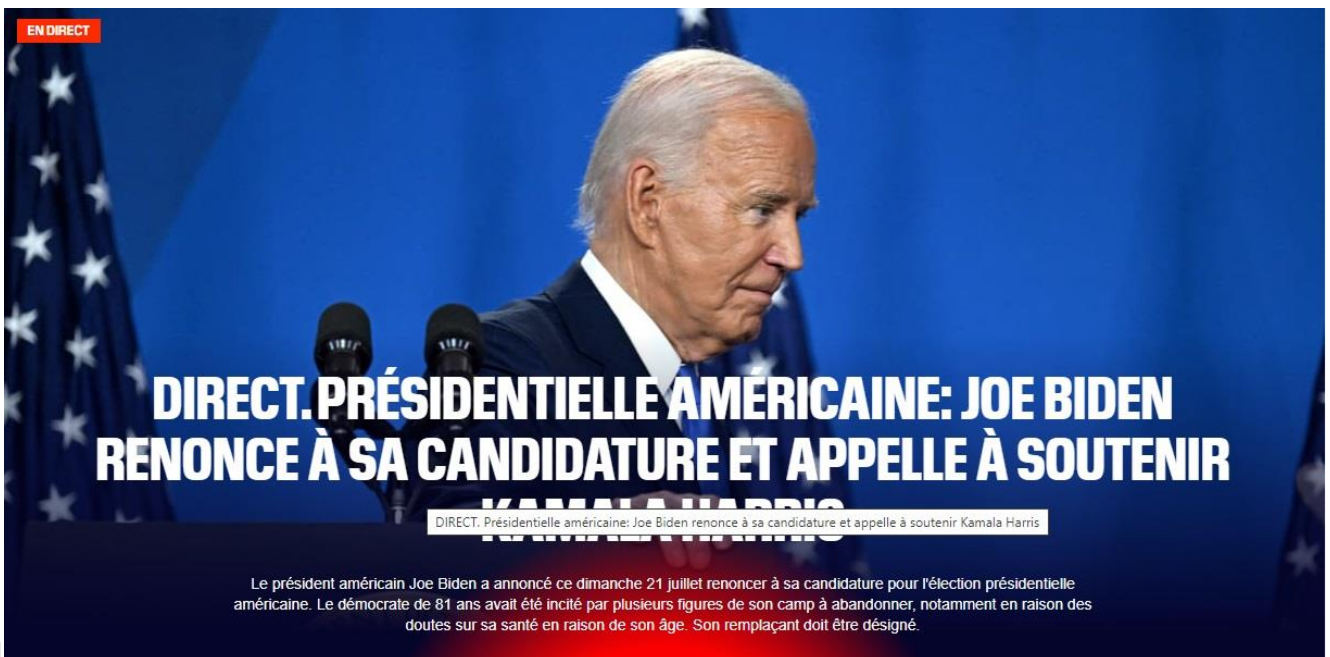 EN DIRECT
DIRECT. PRÉSIDENTIELLE AMÉRICAINE: JOE BIDEN
RENONCE À SA CANDIDATURE ET APPELLE À SOUTENIR
KAMALA HARRIS
DIRECT. Présidentielle américaine: Joe Biden renonce à sa candidature et appelle à soutenir Kamala Harris
Le président américain Joe Biden a annoncé ce dimanche 21 juillet renoncer à sa candidature pour l'élection présidentielle
américaine. Le démocrate de 81 ans avait été incité par plusieurs figures de son camp à abandonner, notamment en raison des
doutes sur sa santé en raison de son âge. Son remplaçant doit être désigné.